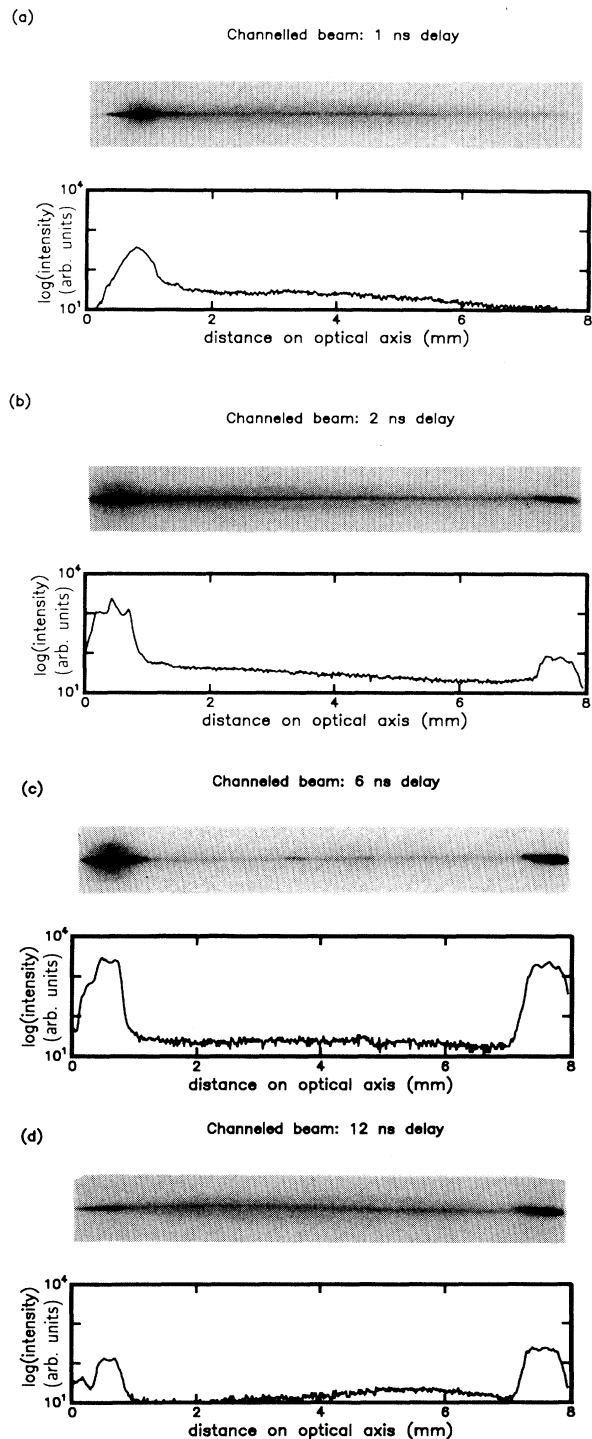 (a)
Channelled beam: 1 ns delay
10⁴
log(intensity)
(arb. units)
10¹
0 2 4 6 8
distance on optical axis (mm)
(b)
Channeled beam: 2 ns delay
10⁴
log(intensity)
(arb. units)
10¹
0 2 4 6 8
distance on optical axis (mm)
(c)
Channeled beam: 6 ns delay
10⁴
log(intensity)
(arb. units)
10¹
0 2 4 6 8
distance on optical axis (mm)
(d)
Channeled beam: 12 ns delay
10⁴
log(intensity)
(arb. units)
10¹
0 2 4 6 8
distance on optical axis (mm)